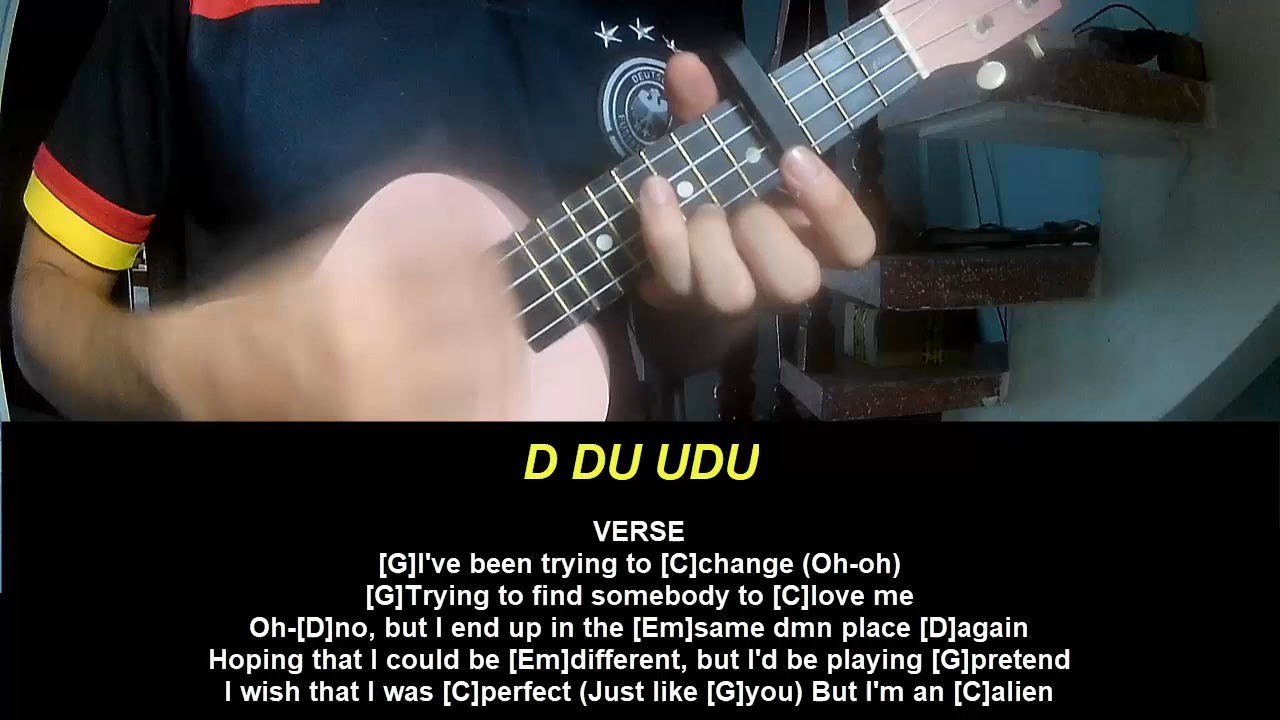 DEUTSC
FUSS
D DU UDU
VERSE
[G]I've been trying to [C]change (Oh-oh)
[G]Trying to find somebody to [C]love me
Oh-[D]no, but I end up in the [Em]same dmn place [D]again
Hoping that I could be [Em]different, but I'd be playing [G]pretend
I wish that I was [C]perfect (Just like [G]you) But I'm an [C]alien